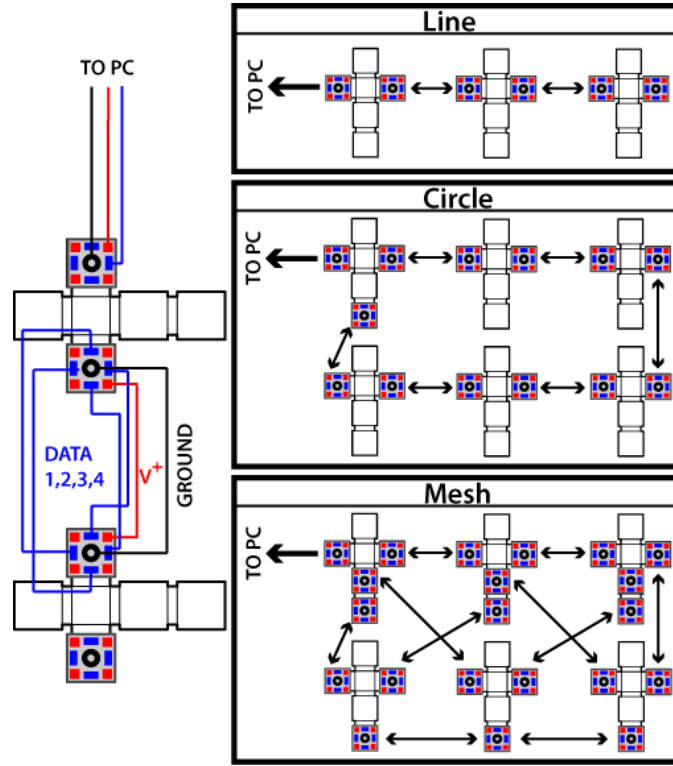 TO PC
DATA
1,2,3,4
V+
GROUND
Line
TO PC
Circle
TO PC
Mesh
TO PC